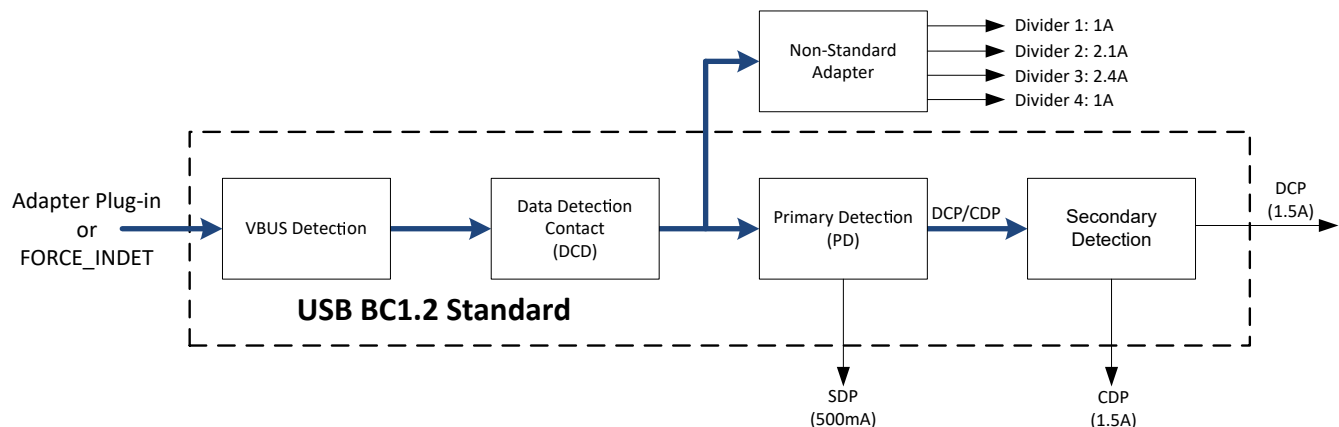 Non-Standard
Adapter
Divider 1: 1A
Divider 2: 2.1A
Divider 3: 2.4A
Divider 4: 1A
Adapter Plug-in
or
FORCE_INDET
VBUS Detection
Data Detection
Contact
(DCD)
Primary Detection
(PD)
DCP/CDP
Secondary
Detection
DCP
(1.5A)
USB BC1.2 Standard
SDP
(500mA)
CDP
(1.5A)